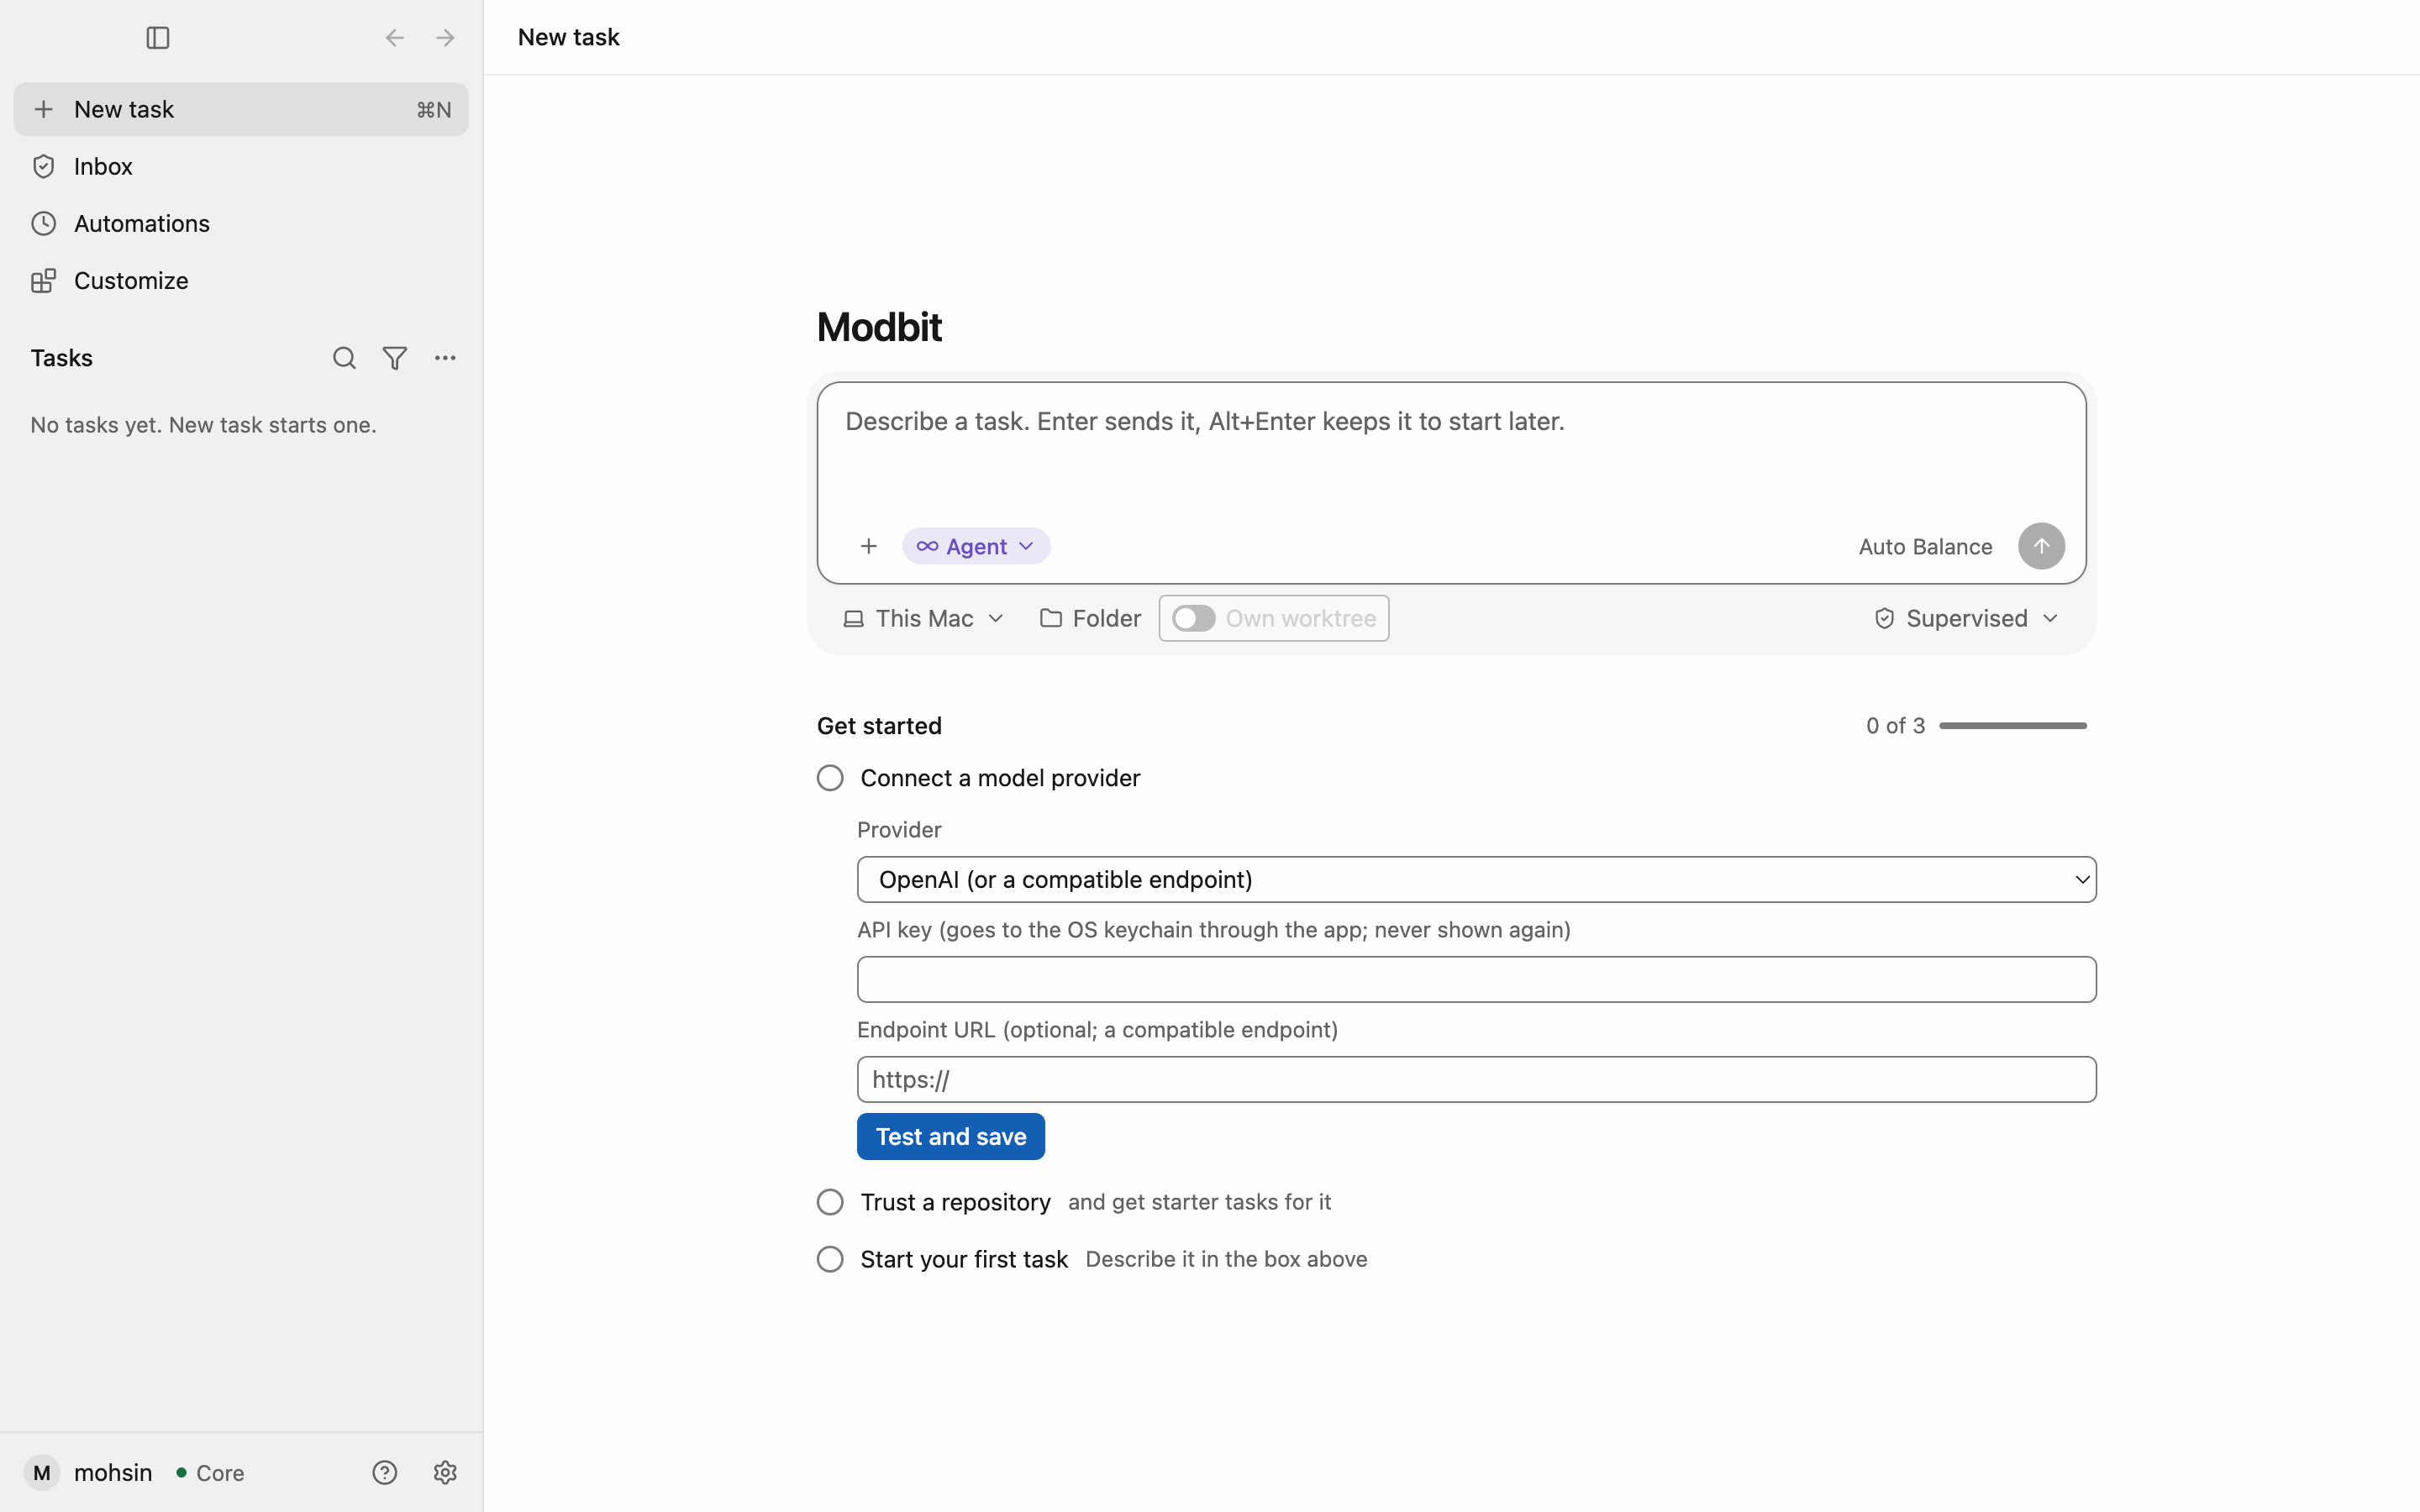 New task
New task ⌘N
Inbox
Automations
Customize
Tasks
No tasks yet. New task starts one.
Modbit
Describe a task. Enter sends it, Alt+Enter keeps it to start later.
Agent
Auto Balance
This Mac
Folder
Own worktree
Supervised
Get started
0 of 3
Connect a model provider
Provider
OpenAI (or a compatible endpoint)
API key (goes to the OS keychain through the app; never shown again)
Endpoint URL (optional; a compatible endpoint)
https://
Test and save
Trust a repository and get starter tasks for it
Start your first task Describe it in the box above
M mohsin Core